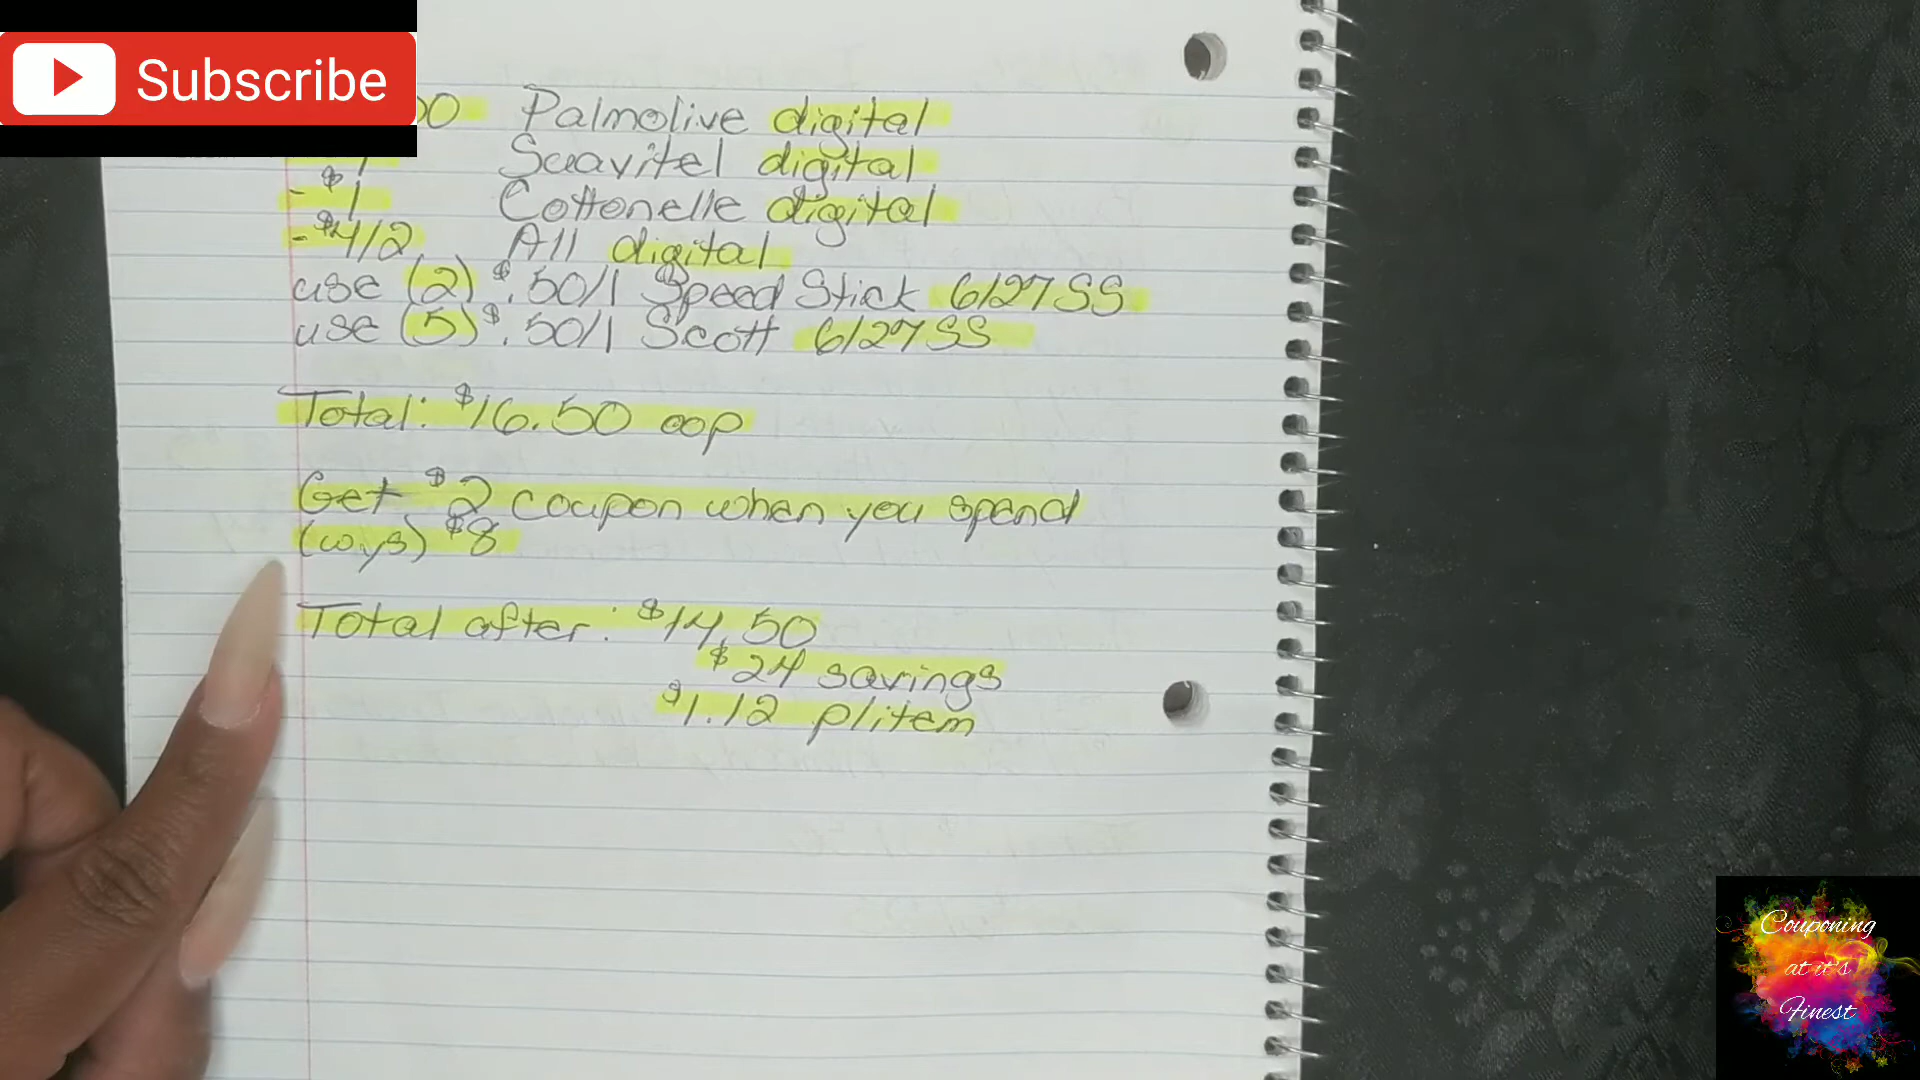 Subscribe
Palmolive digital
Suavitel digital
- $1 Cottonelle digital
- $4/2 All digital
use (2) $.50/1 Speed Stick 6/27 SS
use (5) $.50/1 Scott 6/27 SS
Total: $16.50 oop
Get $2 coupon when you spend
(wys) $8
Total after: $14.50
$24 savings
$1.12 p/item
Couponing
at it's
Finest